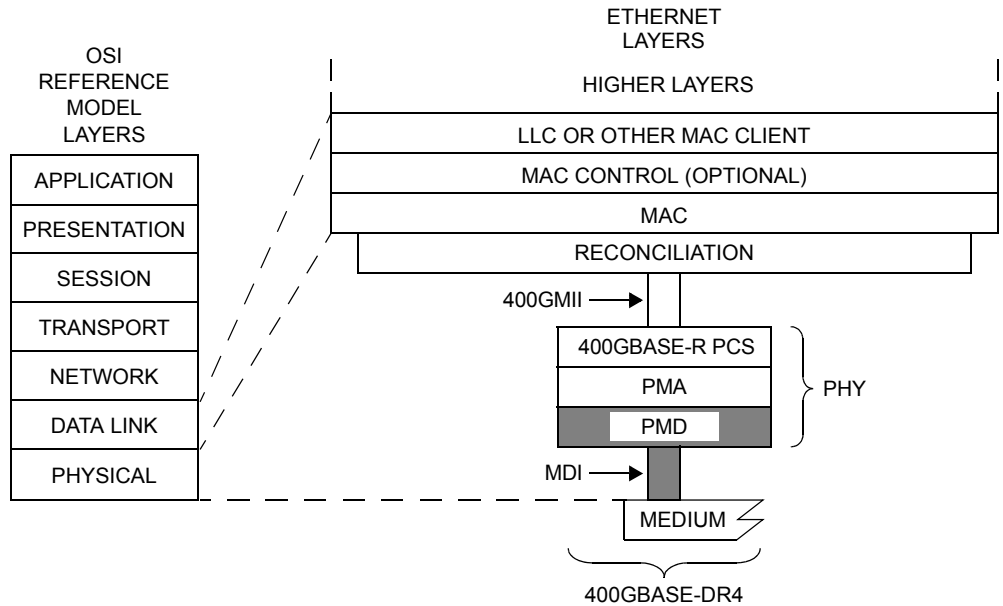 OSI
REFERENCE
MODEL
LAYERS
APPLICATION
PRESENTATION
SESSION
TRANSPORT
NETWORK
DATA LINK
PHYSICAL
ETHERNET
LAYERS
HIGHER LAYERS
LLC OR OTHER MAC CLIENT
MAC CONTROL (OPTIONAL)
MAC
RECONCILIATION
400GMII
400GBASE-R PCS
PMA
PMD
PHY
MDI
MEDIUM
400GBASE-DR4